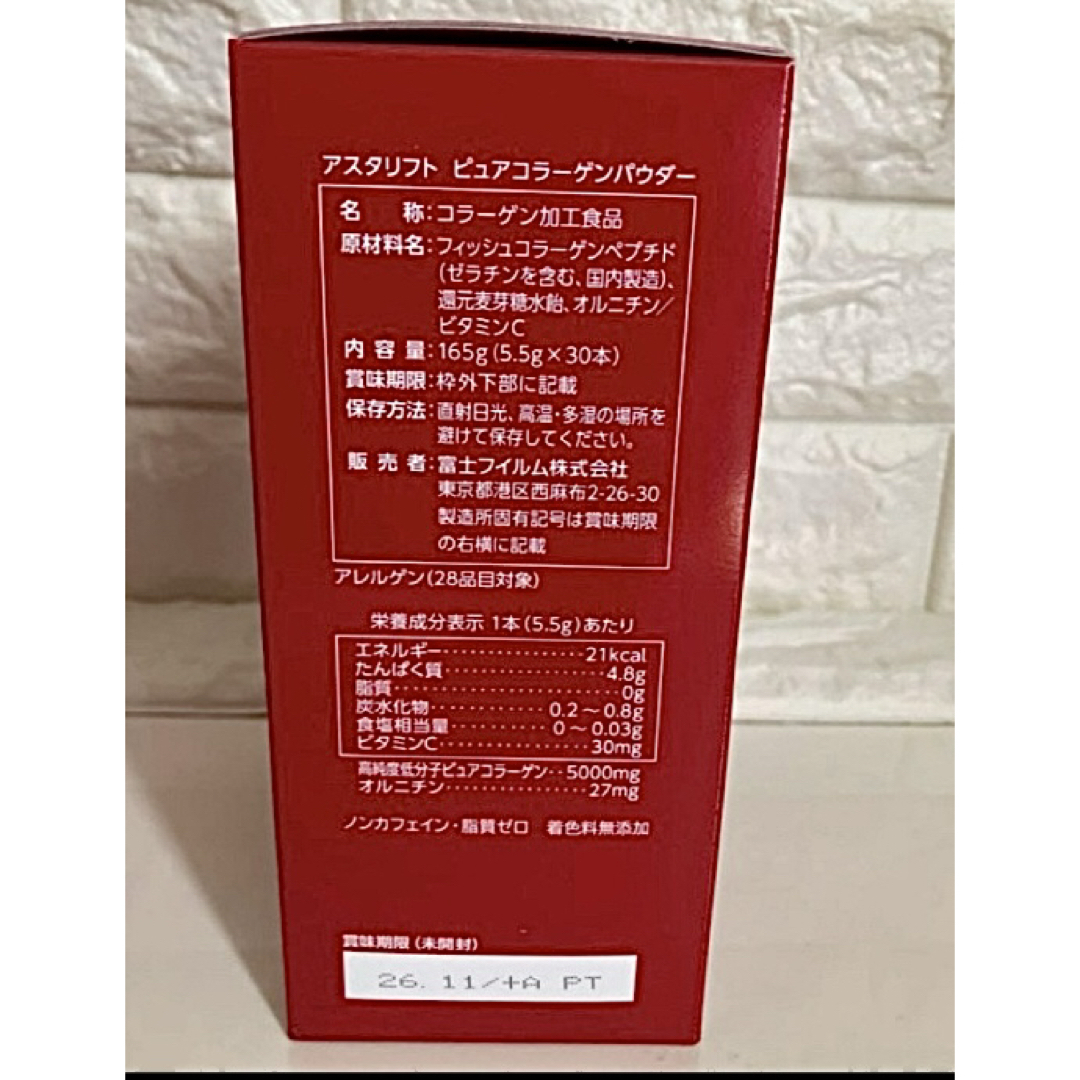 アスタリフト ピュアコラーゲンパウダー
名 称:コラーゲン加工食品
原材料名:フィッシュコラーゲンペプチド
(ゼラチンを含む、国内製造)、
還元麦芽糖水飴、オルニチン/
ビタミンC
内容量:165g(5.5g×30本)
賞味期限:枠外下部に記載
保存方法:直射日光、高温・多湿の場所を
避けて保存してください。
販売者:富士フイルム株式会社
東京都港区西麻布2-26-30
製造所固有記号は賞味期限
の右横に記載
アレルゲン(28品目対象)
栄養成分表示 1本(5.5g)あたり
エネルギー・・・・・・・・・・・・・・・・21kcal
たんぱく質・・・・・・・・・・・・・・・・・・4.8g
脂質・・・・・・・・・・・・・・・・・・・・・・・・・0g
炭水化物・・・・・・・・・・・・0.2~0.8g
食塩相当量・・・・・・・・・・0~0.03g
ビタミンC・・・・・・・・・・・・・・・・・30mg
高純度低分子ピュアコラーゲン・・5000mg
オルニチン・・・・・・・・・・・・・・・・27mg
ノンカフェイン・脂質ゼロ 着色料無添加
賞味期限(未開封)
26. 11/+A PT